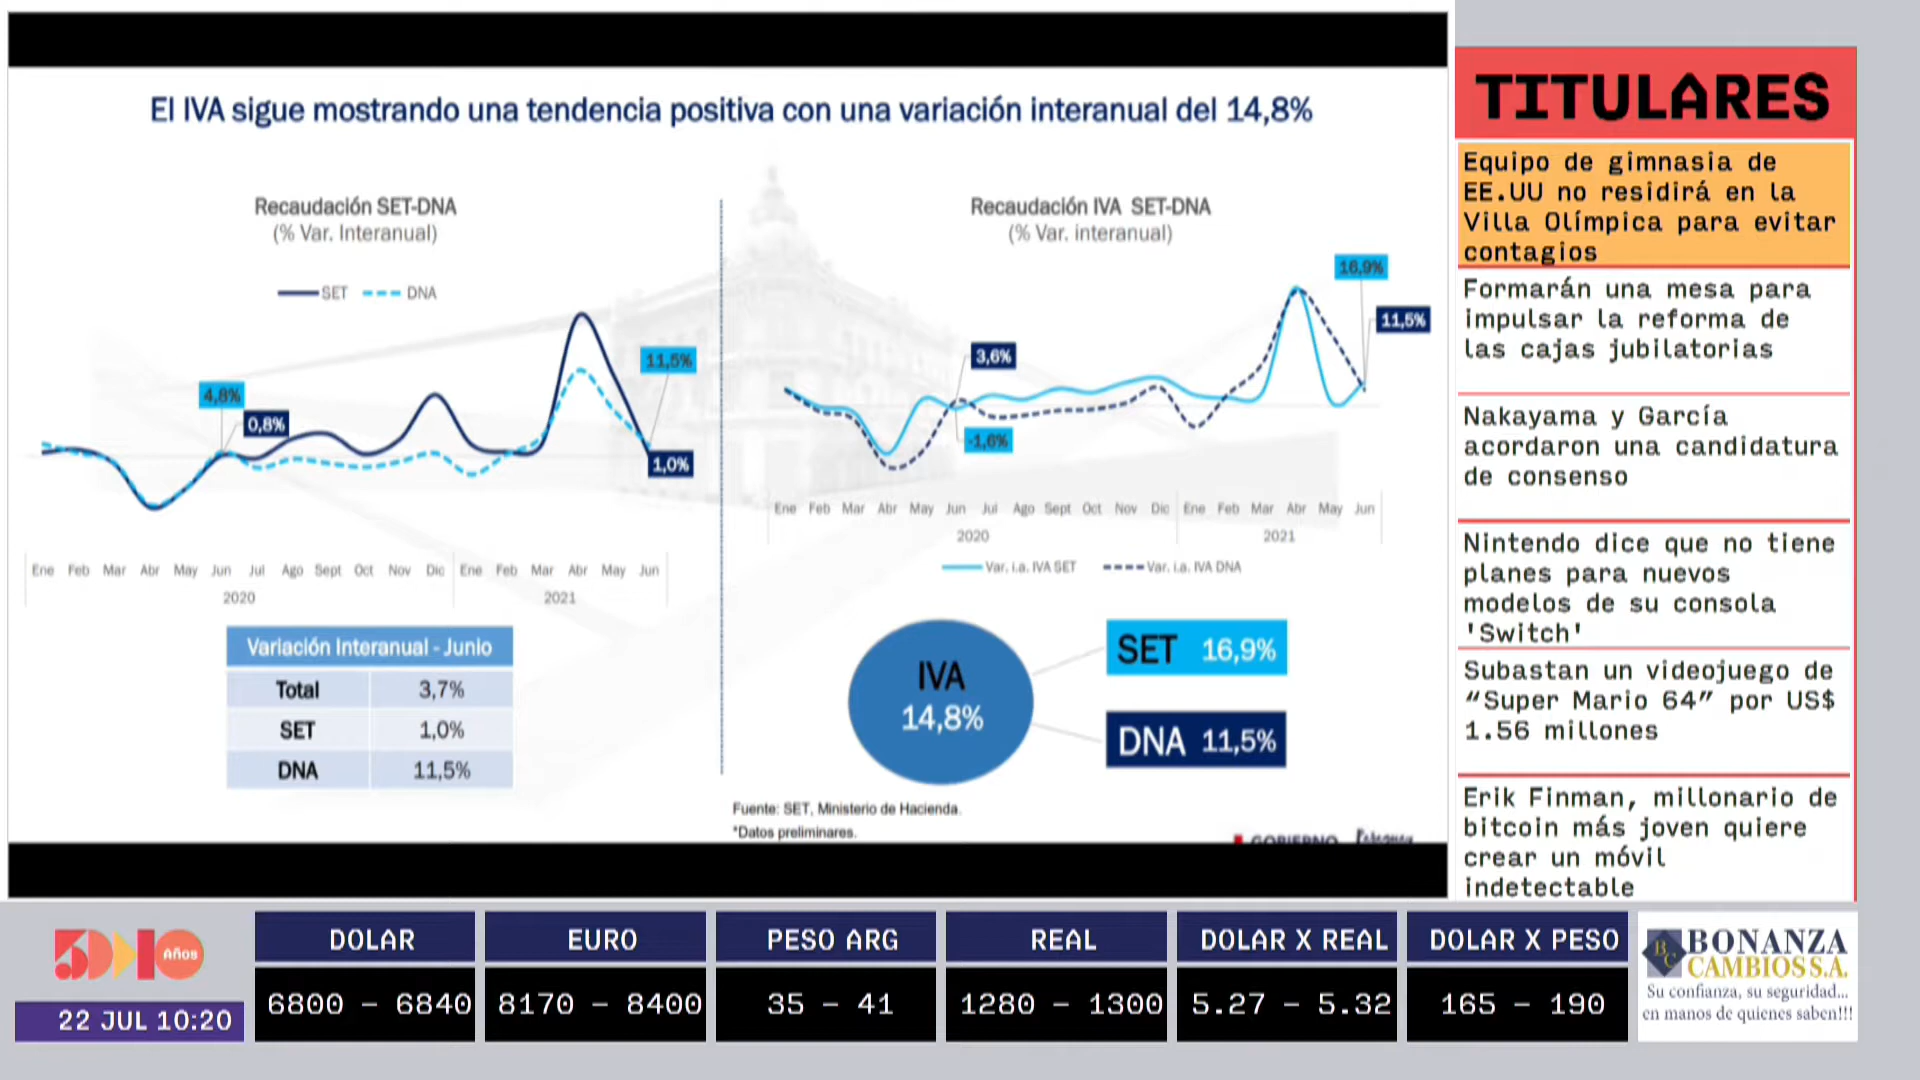 El IVA sigue mostrando una tendencia positiva con una variación interanual del 14,8%
Recaudación SET-DNA
(% Var. Interanual)
SET DNA
4,8%
0,8%
11,5%
1,0%
Ene Feb Mar Abr May Jun Jul Ago Sept Oct Nov Dic Ene Feb Mar Abr May Jun
2020 2021
Variación Interanual - Junio
Total 3,7%
SET 1,0%
DNA 11,5%
Recaudación IVA SET-DNA
(% Var. interanual)
16,9%
11,5%
3,6%
-1,6%
Ene Feb Mar Abr May Jun Jul Ago Sept Oct Nov Dic Ene Feb Mar Abr May Jun
2020 2021
Var. i.a. IVA SET Var. i.a. IVA DNA
IVA
14,8%
SET 16,9%
DNA 11,5%
Fuente: SET, Ministerio de Hacienda.
*Datos preliminares.
GOBIERNO
TITULARES
Equipo de gimnasia de
EE.UU no residirá en la
Villa Olímpica para evitar
contagios
Formarán una mesa para
impulsar la reforma de
las cajas jubilatorias
Nakayama y García
acordaron una candidatura
de consenso
Nintendo dice que no tiene
planes para nuevos
modelos de su consola
'Switch'
Subastan un videojuego de
“Super Mario 64” por US$
1.56 millones
Erik Finman, millonario de
bitcoin más joven quiere
crear un móvil
indetectable
Años
22 JUL 10:20
DOLAR
6800 - 6840
EURO
8170 - 8400
PESO ARG
35 - 41
REAL
1280 - 1300
DOLAR X REAL
5.27 - 5.32
DOLAR X PESO
165 - 190
BC
BONANZA
CAMBIOS S.A.
Su confianza, su seguridad...
en manos de quienes saben!!!